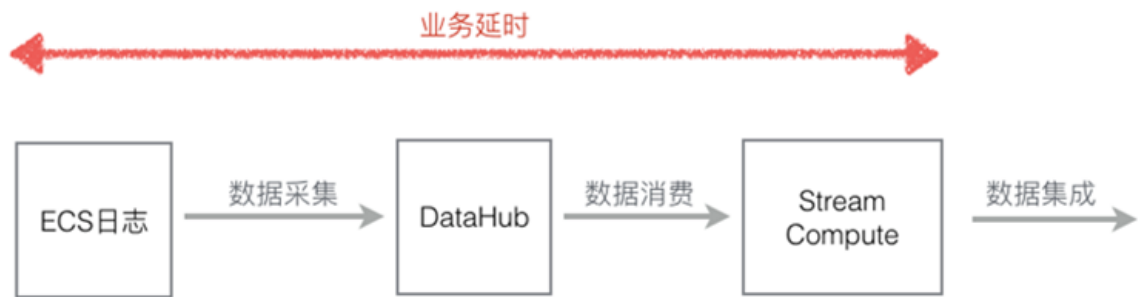 业务延时
ECS日志
数据采集
DataHub
数据消费
Stream
Compute
数据集成